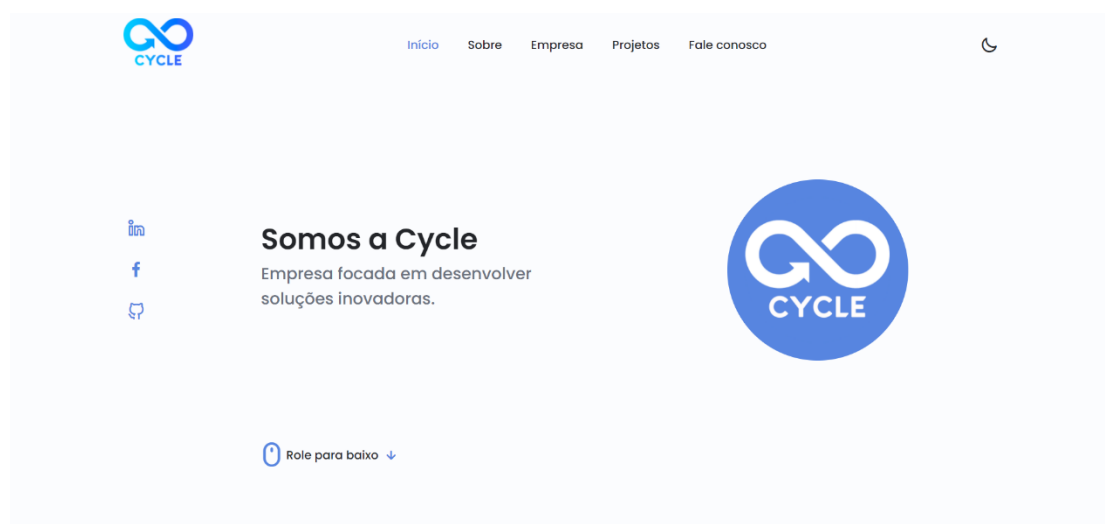 CYCLE
Início Sobre Empresa Projetos Fale conosco
in
f
Somos a Cycle
Empresa focada em desenvolver
soluções inovadoras.
CYCLE
Role para baixo